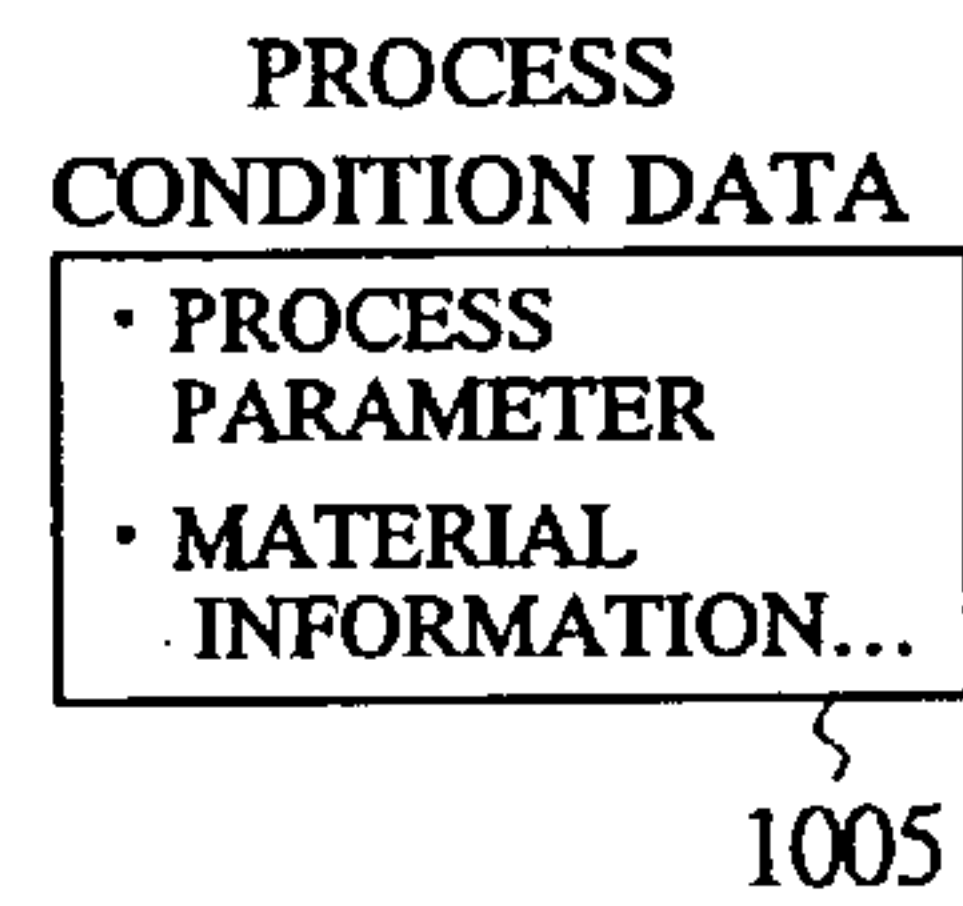 PROCESS
CONDITION DATA
· PROCESS
PARAMETER
· MATERIAL
INFORMATION...
1005